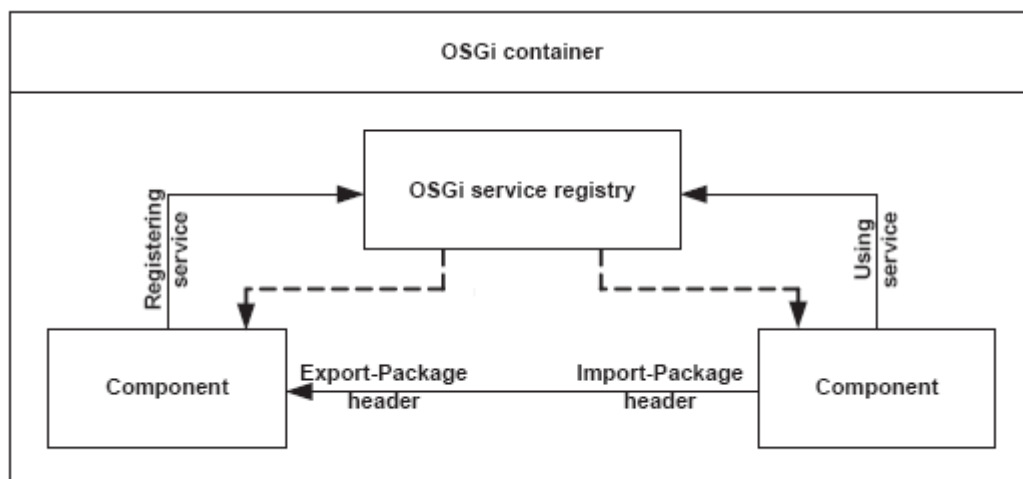 OSGi container
OSGi service registry
Registering
service
Using
service
Component
Export-Package
header
Import-Package
header
Component